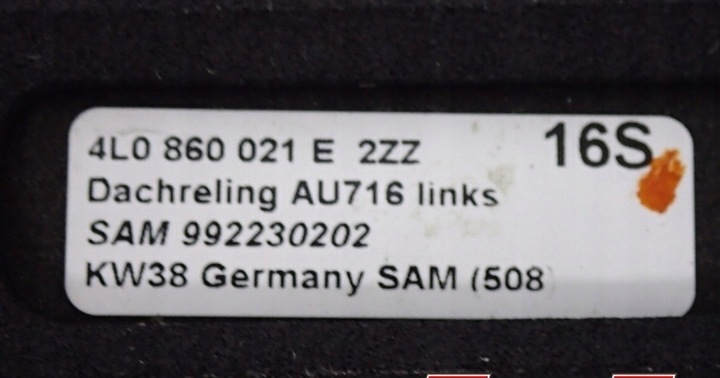 4L0 860 021 E 2ZZ 16S
Dachreling AU716 links
SAM 992230202
KW38 Germany SAM (508